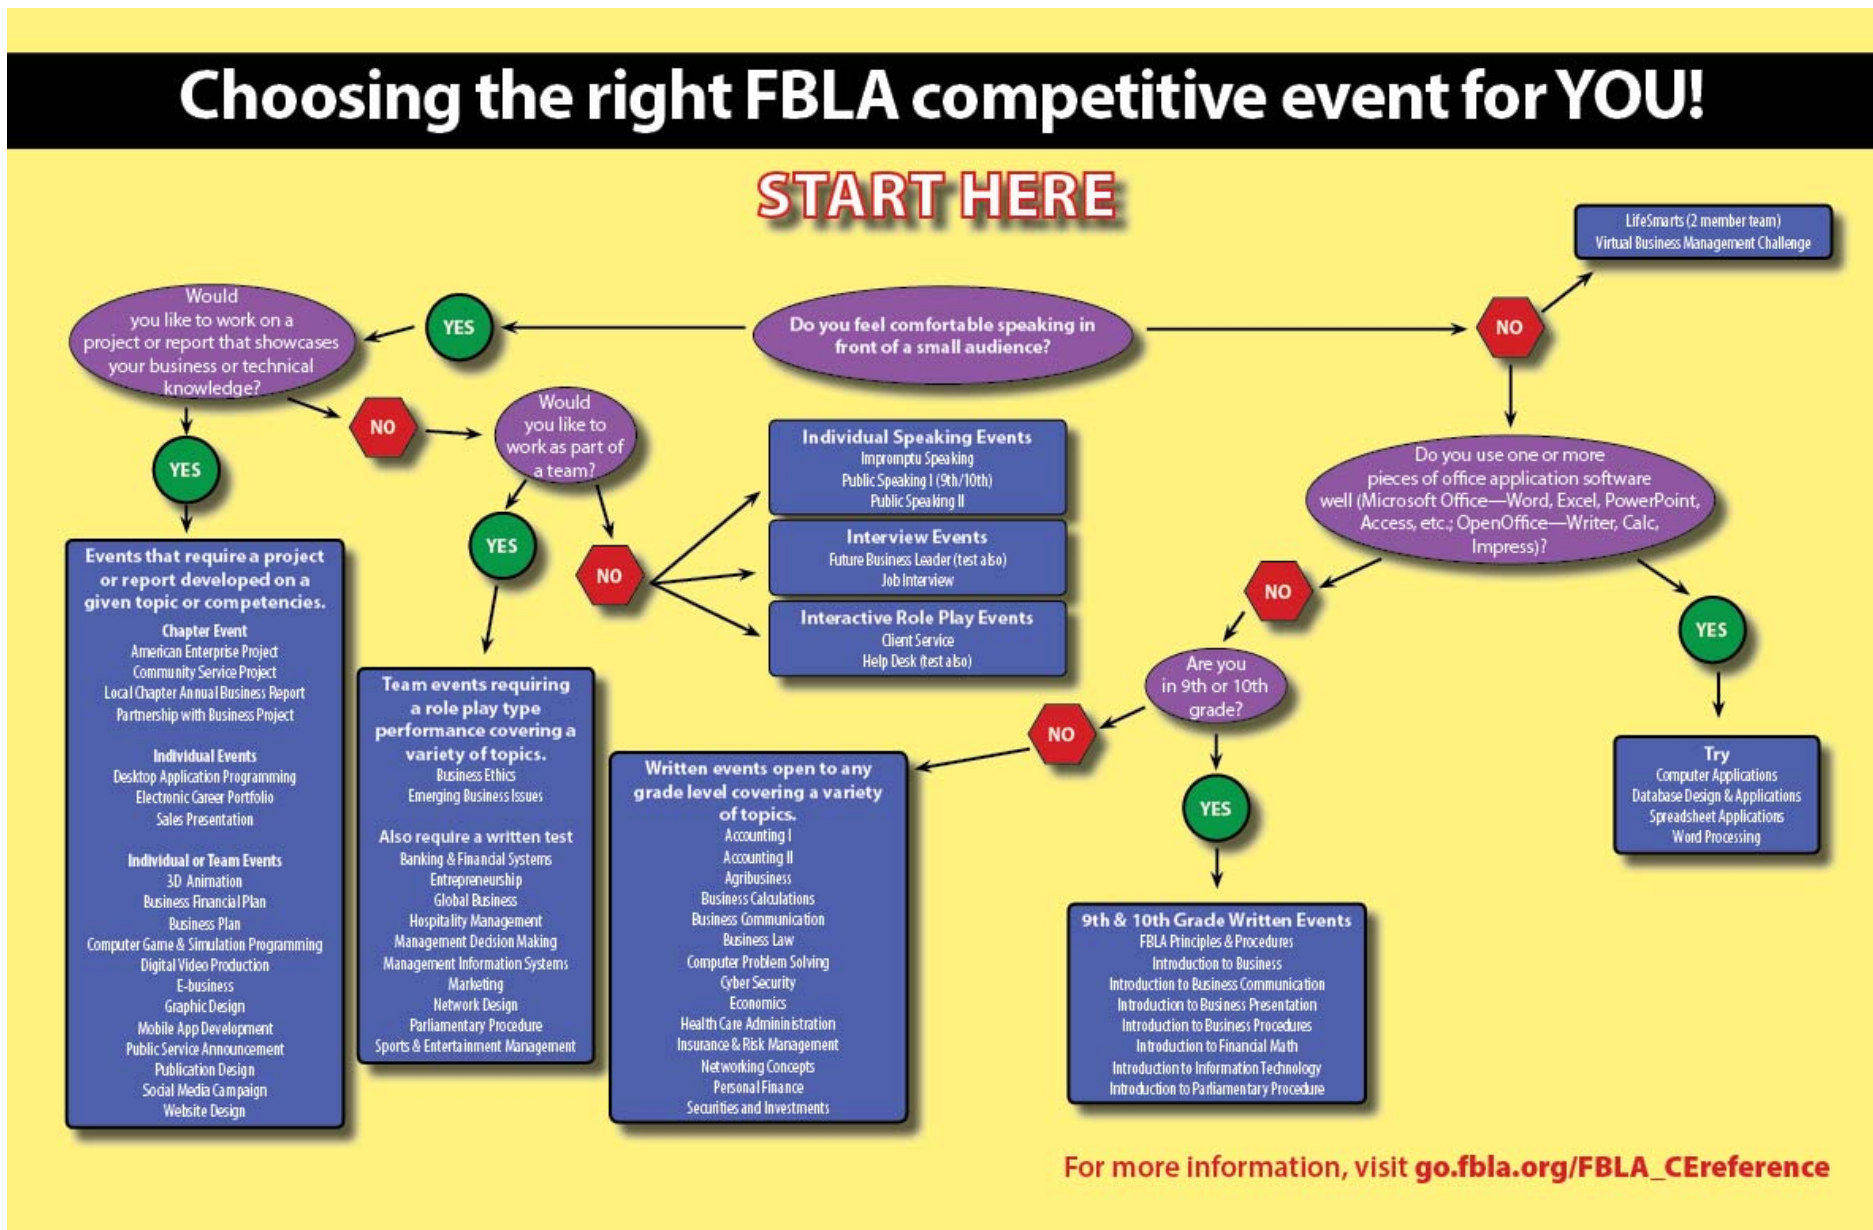 Choosing the right FBLA competitive event for YOU!
START HERE
LifeSmarts (2 member team)
Virtual Business Management Challenge
Would
you like to work on a
project or report that showcases
your business or technical
knowledge?
YES
Do you feel comfortable speaking in
front of a small audience?
NO
YES
NO
Would
you like to
work as part of
a team?
YES
NO
Individual Speaking Events
Impromptu Speaking
Public Speaking I (9th/10th)
Public Speaking II
Interview Events
Future Business Leader (test also)
Job Interview
Interactive Role Play Events
Client Service
Help Desk (test also)
Do you use one or more
pieces of office application software
well (Microsoft Office—Word, Excel, PowerPoint,
Access, etc.; OpenOffice—Writer, Calc,
Impress)?
NO
YES
Are you
in 9th or 10th
grade?
NO
YES
Events that require a project
or report developed on a
given topic or competencies.
Chapter Event
American Enterprise Project
Community Service Project
Local Chapter Annual Business Report
Partnership with Business Project
Individual Events
Desktop Application Programming
Electronic Career Portfolio
Sales Presentation
Individual or Team Events
3D Animation
Business Financial Plan
Business Plan
Computer Game & Simulation Programming
Digital Video Production
E-business
Graphic Design
Mobile App Development
Public Service Announcement
Publication Design
Social Media Campaign
Website Design
Team events requiring
a role play type
performance covering a
variety of topics.
Business Ethics
Emerging Business Issues
Also require a written test
Banking & Financial Systems
Entrepreneurship
Global Business
Hospitality Management
Management Decision Making
Management Information Systems
Marketing
Network Design
Parliamentary Procedure
Sports & Entertainment Management
Written events open to any
grade level covering a variety
of topics.
Accounting I
Accounting II
Agribusiness
Business Calculations
Business Communication
Business Law
Computer Problem Solving
Cyber Security
Economics
Health Care Admininistration
Insurance & Risk Management
Networking Concepts
Personal Finance
Securities and Investments
9th & 10th Grade Written Events
FBLA Principles & Procedures
Introduction to Business
Introduction to Business Communication
Introduction to Business Presentation
Introduction to Business Procedures
Introduction to Financial Math
Introduction to Information Technology
Introduction to Parliamentary Procedure
Try
Computer Applications
Database Design & Applications
Spreadsheet Applications
Word Processing
For more information, visit go.fbla.org/FBLA_CEreference